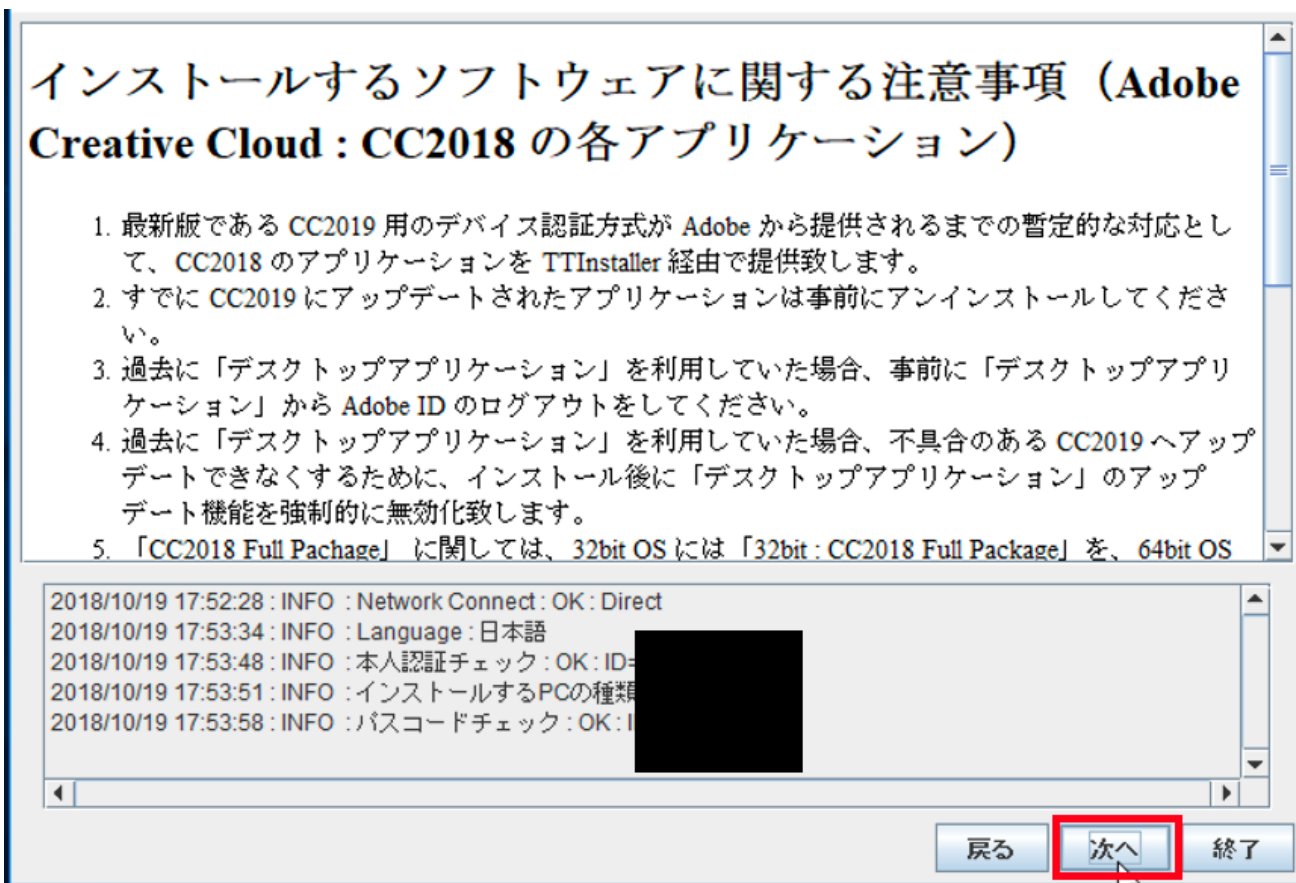 インストールするソフトウェアに関する注意事項（Adobe
Creative Cloud : CC2018 の各アプリケーション）
1. 最新版である CC2019 用のデバイス認証方式が Adobe から提供されるまでの暫定的な対応とし
て、CC2018 のアプリケーションを TTInstaller 経由で提供致します。
2. すでに CC2019 にアップデートされたアプリケーションは事前にアンインストールしてくださ
い。
3. 過去に「デスクトップアプリケーション」を利用していた場合、事前に「デスクトップアプリ
ケーション」から Adobe ID のログアウトをしてください。
4. 過去に「デスクトップアプリケーション」を利用していた場合、不具合のある CC2019 へアップ
デートできなくするために、インストール後に「デスクトップアプリケーション」のアップ
デート機能を強制的に無効化致します。
5. 「CC2018 Full Pachage」 に関しては、32bit OS には「32bit : CC2018 Full Package」を、64bit OS
2018/10/19 17:52:28 : INFO : Network Connect : OK : Direct
2018/10/19 17:53:34 : INFO : Language : 日本語
2018/10/19 17:53:48 : INFO : 本人認証チェック : OK : ID=
2018/10/19 17:53:51 : INFO : インストールするPCの種類
2018/10/19 17:53:58 : INFO : パスコードチェック : OK : I
戻る 次へ 終了